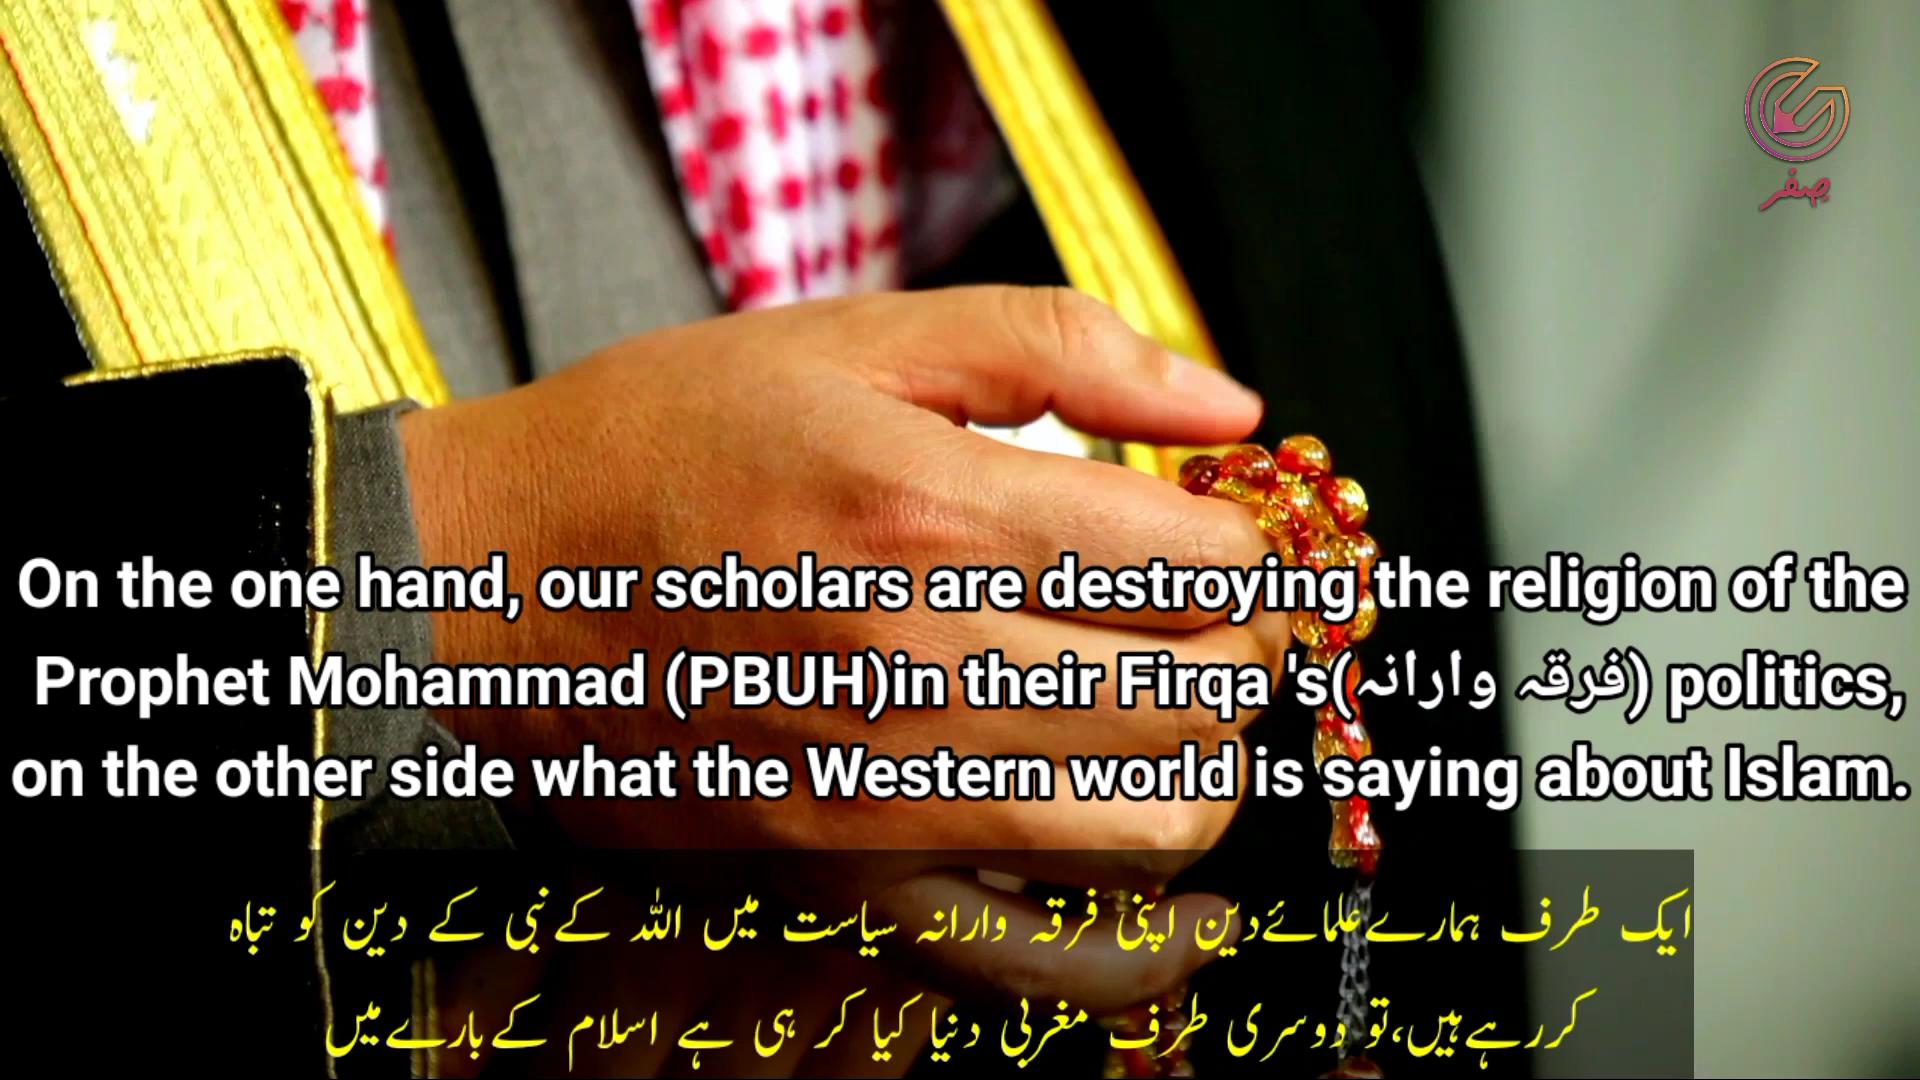 صِفر
On the one hand, our scholars are destroying the religion of the
Prophet Mohammad (PBUH)in their Firqa 's(فرقہ وارانہ) politics,
on the other side what the Western world is saying about Islam.
ایک طرف ہمارے علمائے دین اپنی فرقہ وارانہ سیاست میں اللہ کے نبی کے دین کو تباہ
کررہے ہیں،تو دوسری طرف مغربی دنیا کیا کر ہی ہے اسلام کے بارے میں